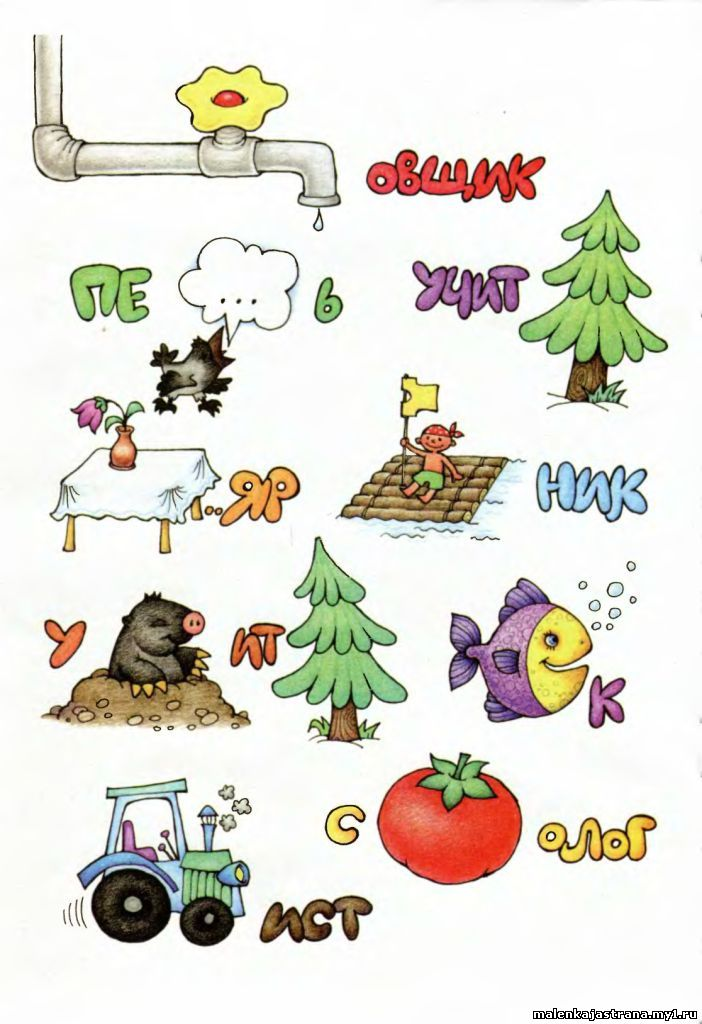 ОВЩИК
ПЕ ... Ь
УЧИТ
..ЯР
НИК
У
ИТ
К
С
ОЛОГ
ИСТ
malenkajastrana.my1.ru